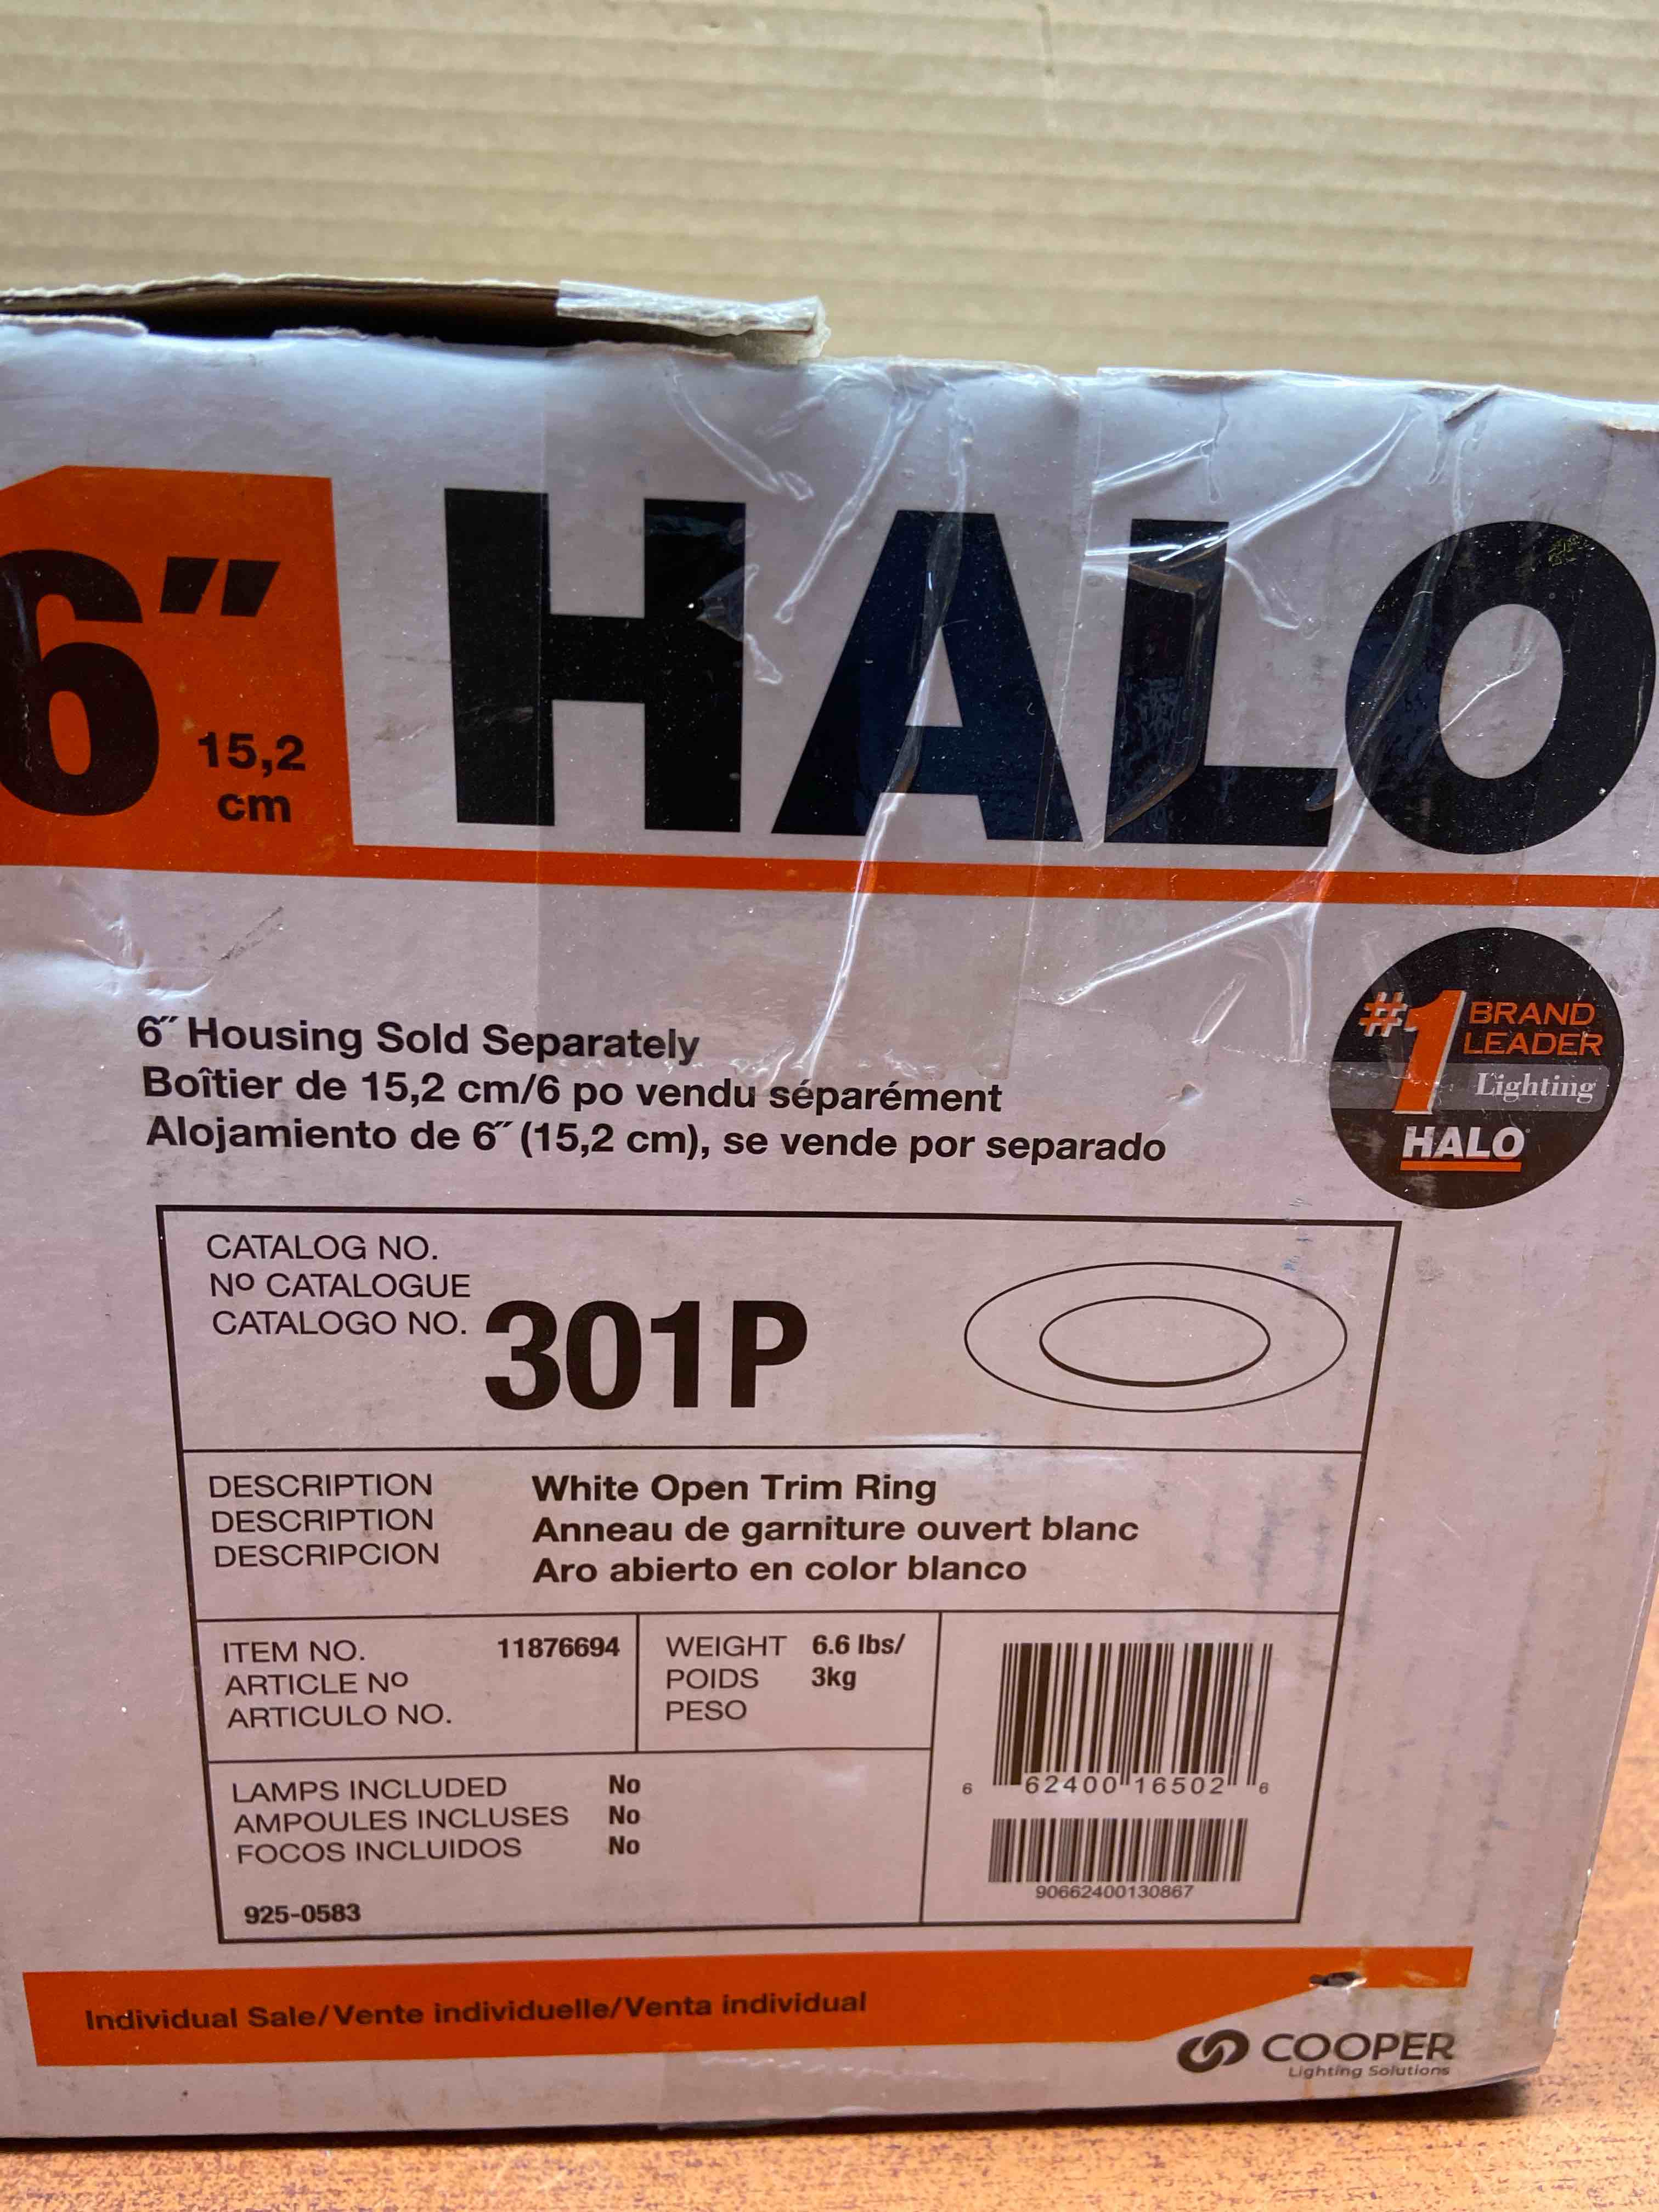 6" 15,2 cm
HALO
6" Housing Sold Separately
Boîtier de 15,2 cm/6 po vendu séparément
Alojamiento de 6" (15,2 cm), se vende por separado
#1 BRAND LEADER
Lighting
HALO
CATALOG NO.
Nº CATALOGUE
CATALOGO NO.
301P
DESCRIPTION White Open Trim Ring
DESCRIPTION Anneau de garniture ouvert blanc
DESCRIPCION Aro abierto en color blanco
ITEM NO. 11876694
ARTICLE Nº
ARTICULO NO.
WEIGHT 6.6 lbs/
POIDS 3kg
PESO
LAMPS INCLUDED No
AMPOULES INCLUSES No
FOCOS INCLUIDOS No
925-0583
6 62400 16502 6
90662400130867
Individual Sale/Vente individuelle/Venta individual
COOPER
Lighting Solutions